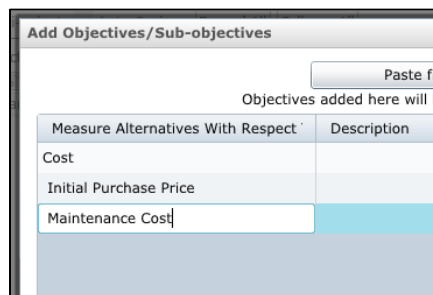 Add Objectives/Sub-objectives
Paste f
Objectives added here will
Measure Alternatives With Respect
Description
Cost
Initial Purchase Price
Maintenance Cost